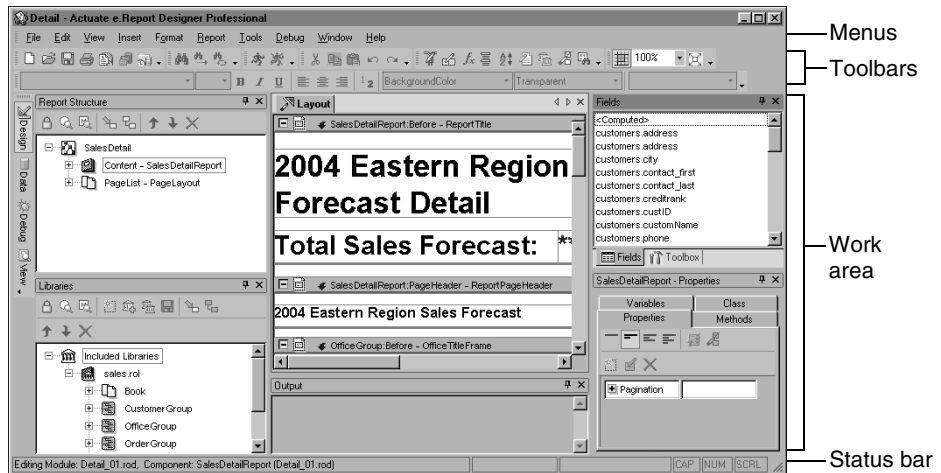 Detail - Actuate e.Report Designer Professional
File Edit View Insert Format Report Tools Debug Window Help
Menus
100%
Toolbars
B I U BackgroundColor Transparent
Report Structure
Layout
Fields
Design
Data
Debug
View
SalesDetail
Content - SalesDetailReport
PageList - PageLayout
SalesDetailReport:Before - ReportTitle
2004 Eastern Region
Forecast Detail
Total Sales Forecast: **
<Computed>
customers.address
customers.address
customers.city
customers.contact_first
customers.contact_last
customers.creditrank
customers.custID
customers.customName
customers.phone
Fields Toolbox
Work
area
Libraries
SalesDetailReport:PageHeader - ReportPageHeader
2004 Eastern Region Sales Forecast
OfficeGroup:Before - OfficeTitleFrame
SalesDetailReport - Properties
Variables Class
Properties Methods
Pagination
Included Libraries
sales.rol
Book
CustomerGroup
OfficeGroup
OrderGroup
Output
Editing Module: Detail_01.rod, Component: SalesDetailReport (Detail_01.rod)
CAP NUM SCRL
Status bar